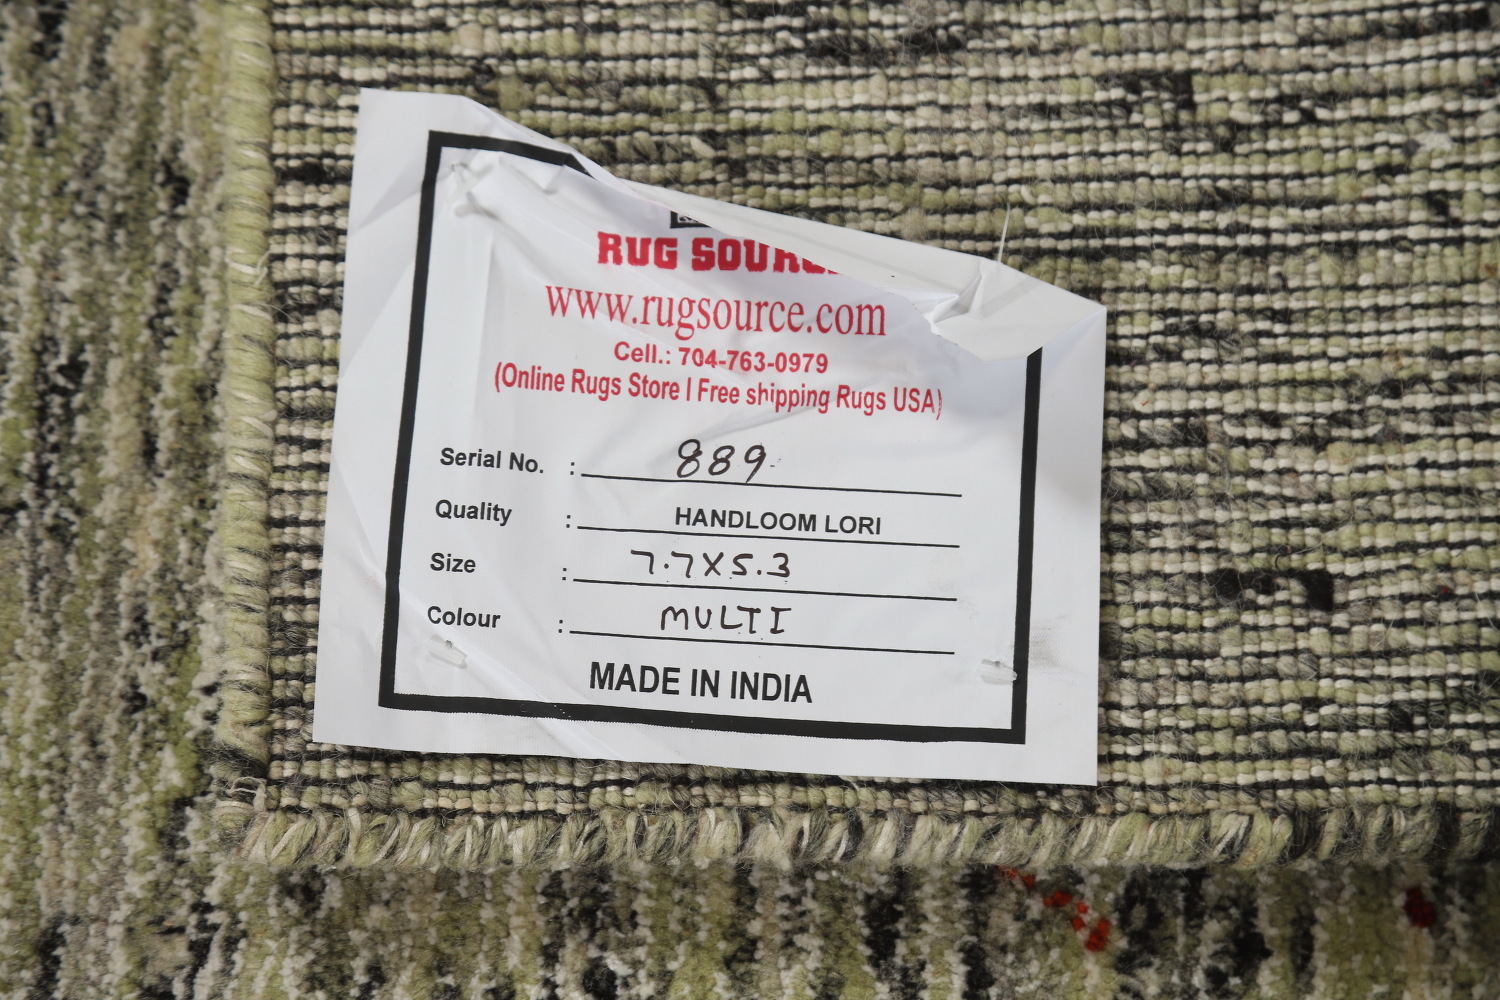 RUG SOURCE
www.rugsource.com
Cell.: 704-763-0979
(Online Rugs Store I Free shipping Rugs USA)
Serial No. : 889
Quality : HANDLOOM LORI
Size : 7.7X5.3
Colour : MULTI
MADE IN INDIA